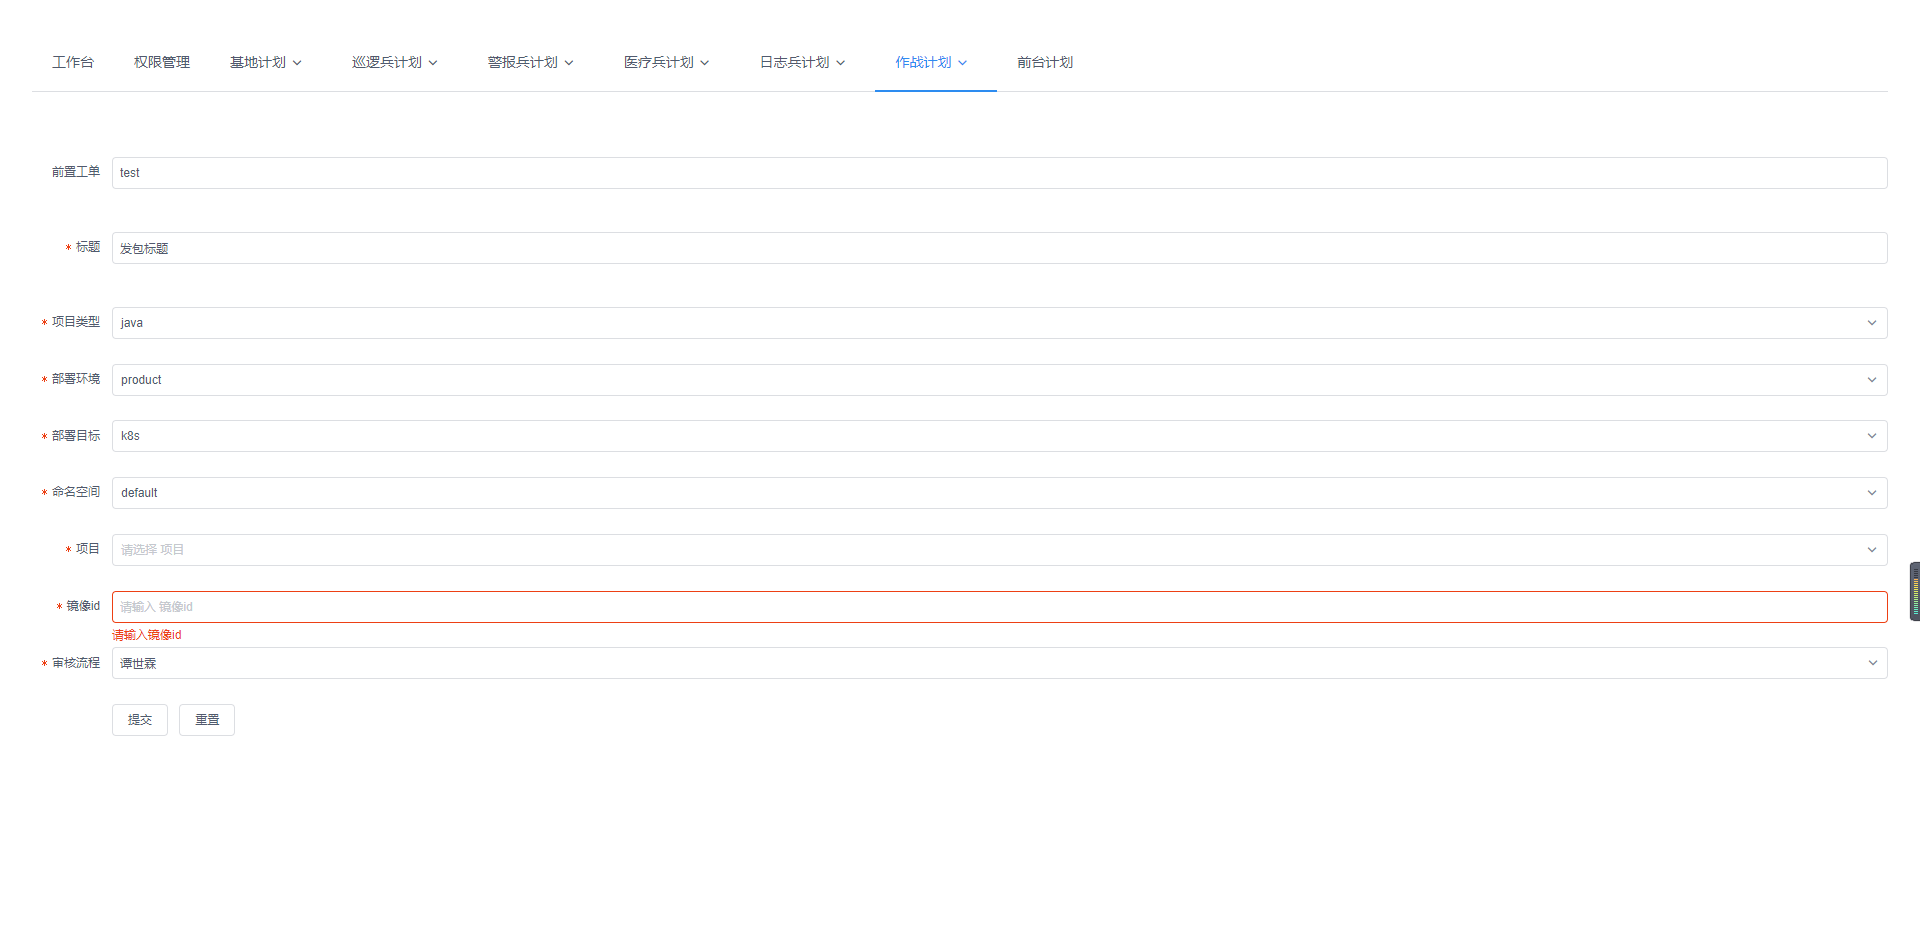 工作台 权限管理 基地计划 巡逻兵计划 警报兵计划 医疗兵计划 日志兵计划 作战计划 前台计划
前置工单 test
* 标题 发包标题
* 项目类型 java
* 部署环境 product
* 部署目标 k8s
* 命名空间 default
* 项目 请选择 项目
* 镜像id 请输入 镜像id
请输入镜像id
* 审核流程 谭世霖
提交 重置